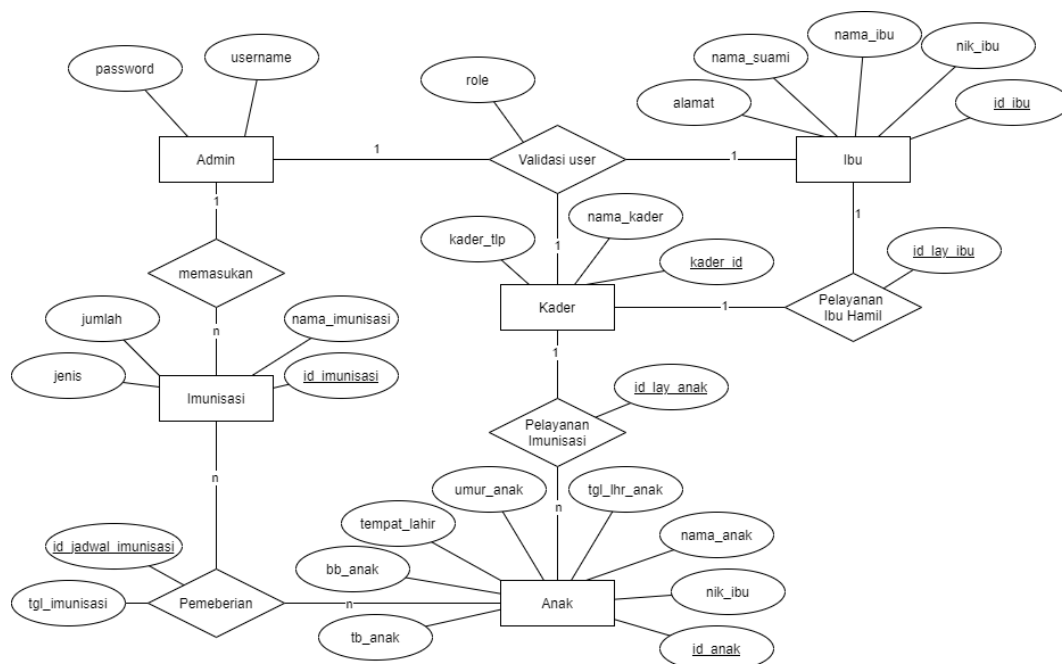 nama_ibu
username
nama_suami
nik_ibu
password
role
alamat
id_ibu
Admin
1
Validasi user
1
Ibu
1
nama_kader
1
kader_tlp
1
id_lay_ibu
kader_id
memasukan
Kader
1
Pelayanan
Ibu Hamil
jumlah
n
nama_imunisasi
1
jenis
id_imunisasi
id_lay_anak
Imunisasi
Pelayanan
Imunisasi
n
umur_anak
tgl_lhr_anak
n
tempat_lahir
nama_anak
id_jadwal_imunisasi
bb_anak
nik_ibu
tgl_imunisasi
Pemeberian
n
Anak
tb_anak
id_anak